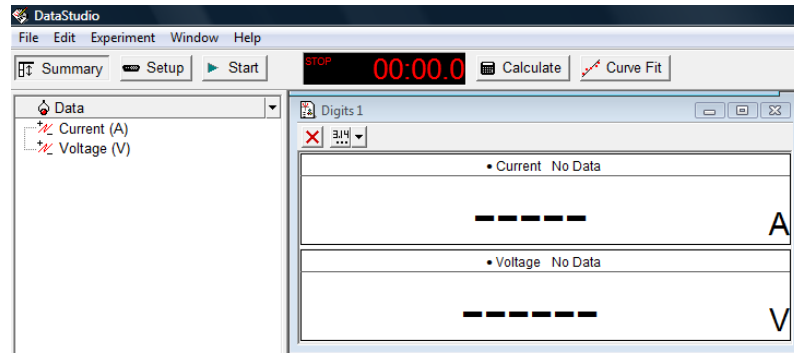 DataStudio
File Edit Experiment Window Help
Summary Setup Start STOP 00:00.0 Calculate Curve Fit
Data
Current (A)
Voltage (V)
Digits 1
3.14
• Current No Data
----- A
• Voltage No Data
------ V